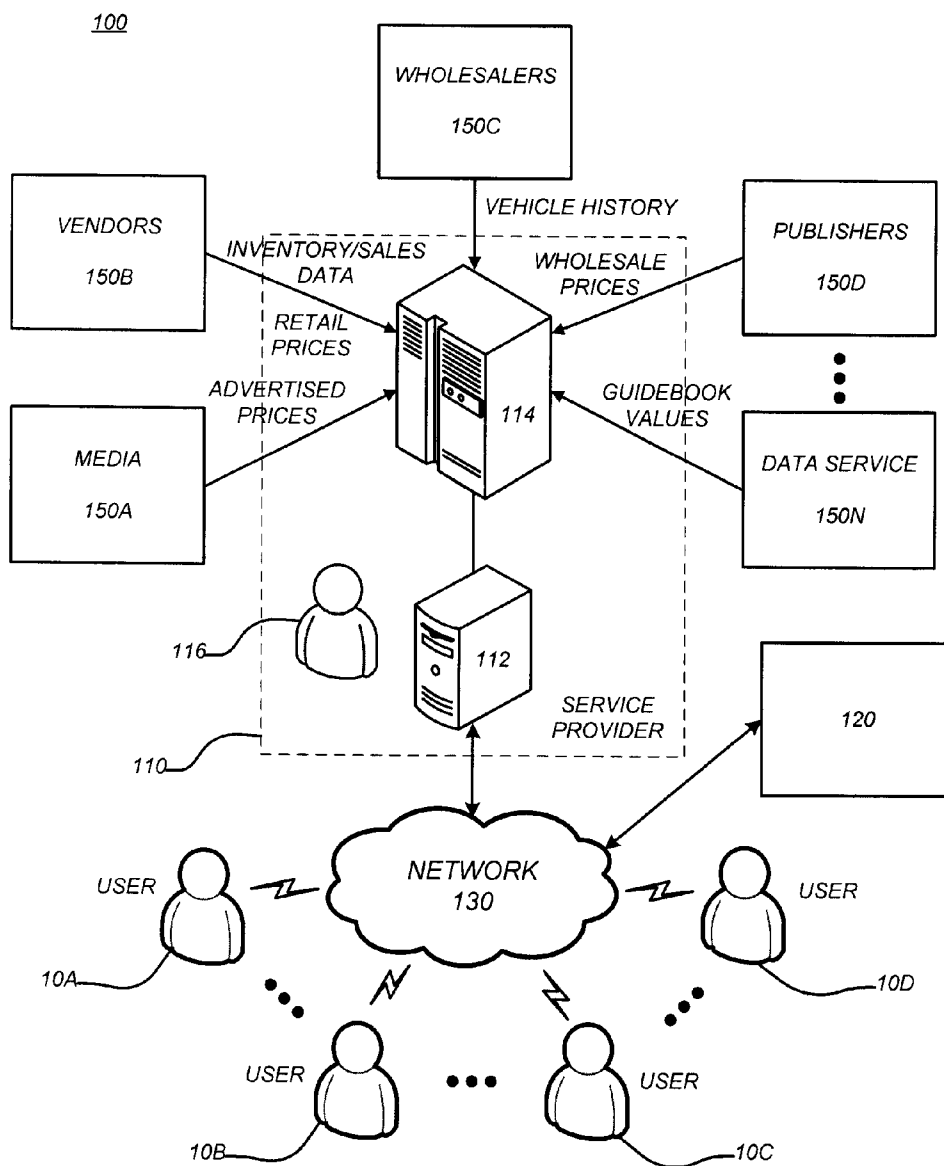 100
WHOLESALERS
150C
VENDORS
150B
VEHICLE HISTORY
PUBLISHERS
150D
INVENTORY/SALES
DATA
WHOLESALE
PRICES
RETAIL
PRICES
ADVERTISED
PRICES
114
GUIDEBOOK
VALUES
MEDIA
150A
DATA SERVICE
150N
116
112
SERVICE
PROVIDER
110
120
NETWORK
130
USER
USER
10A
10D
USER
USER
10B
10C